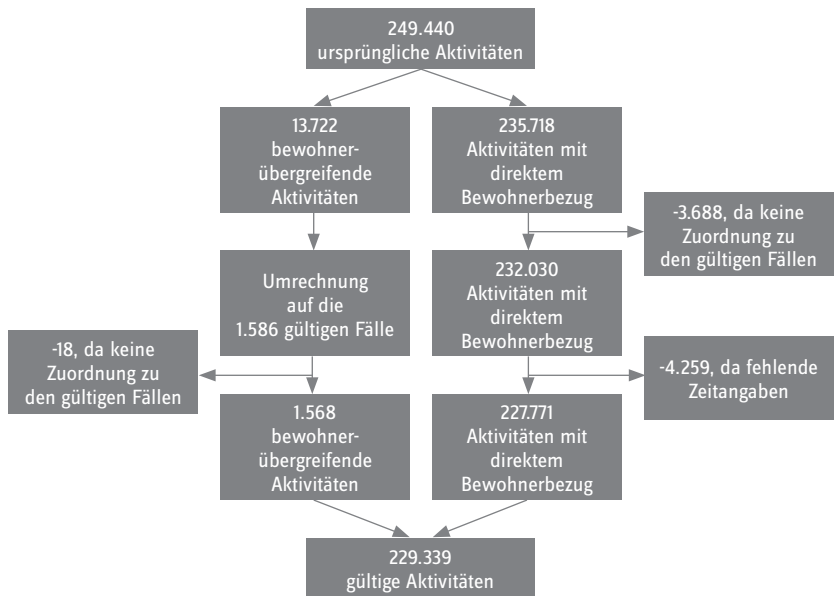 249.440
ursprüngliche Aktivitäten
13.722
bewohner-
übergreifende
Aktivitäten
235.718
Aktivitäten mit
direktem
Bewohnerbezug
-3.688, da keine
Zuordnung zu
den gültigen Fällen
Umrechnung
auf die
1.586 gültigen Fälle
232.030
Aktivitäten mit
direktem
Bewohnerbezug
-18, da keine
Zuordnung zu
den gültigen Fällen
-4.259, da fehlende
Zeitangaben
1.568
bewohner-
übergreifende
Aktivitäten
227.771
Aktivitäten mit
direktem
Bewohnerbezug
229.339
gültige Aktivitäten